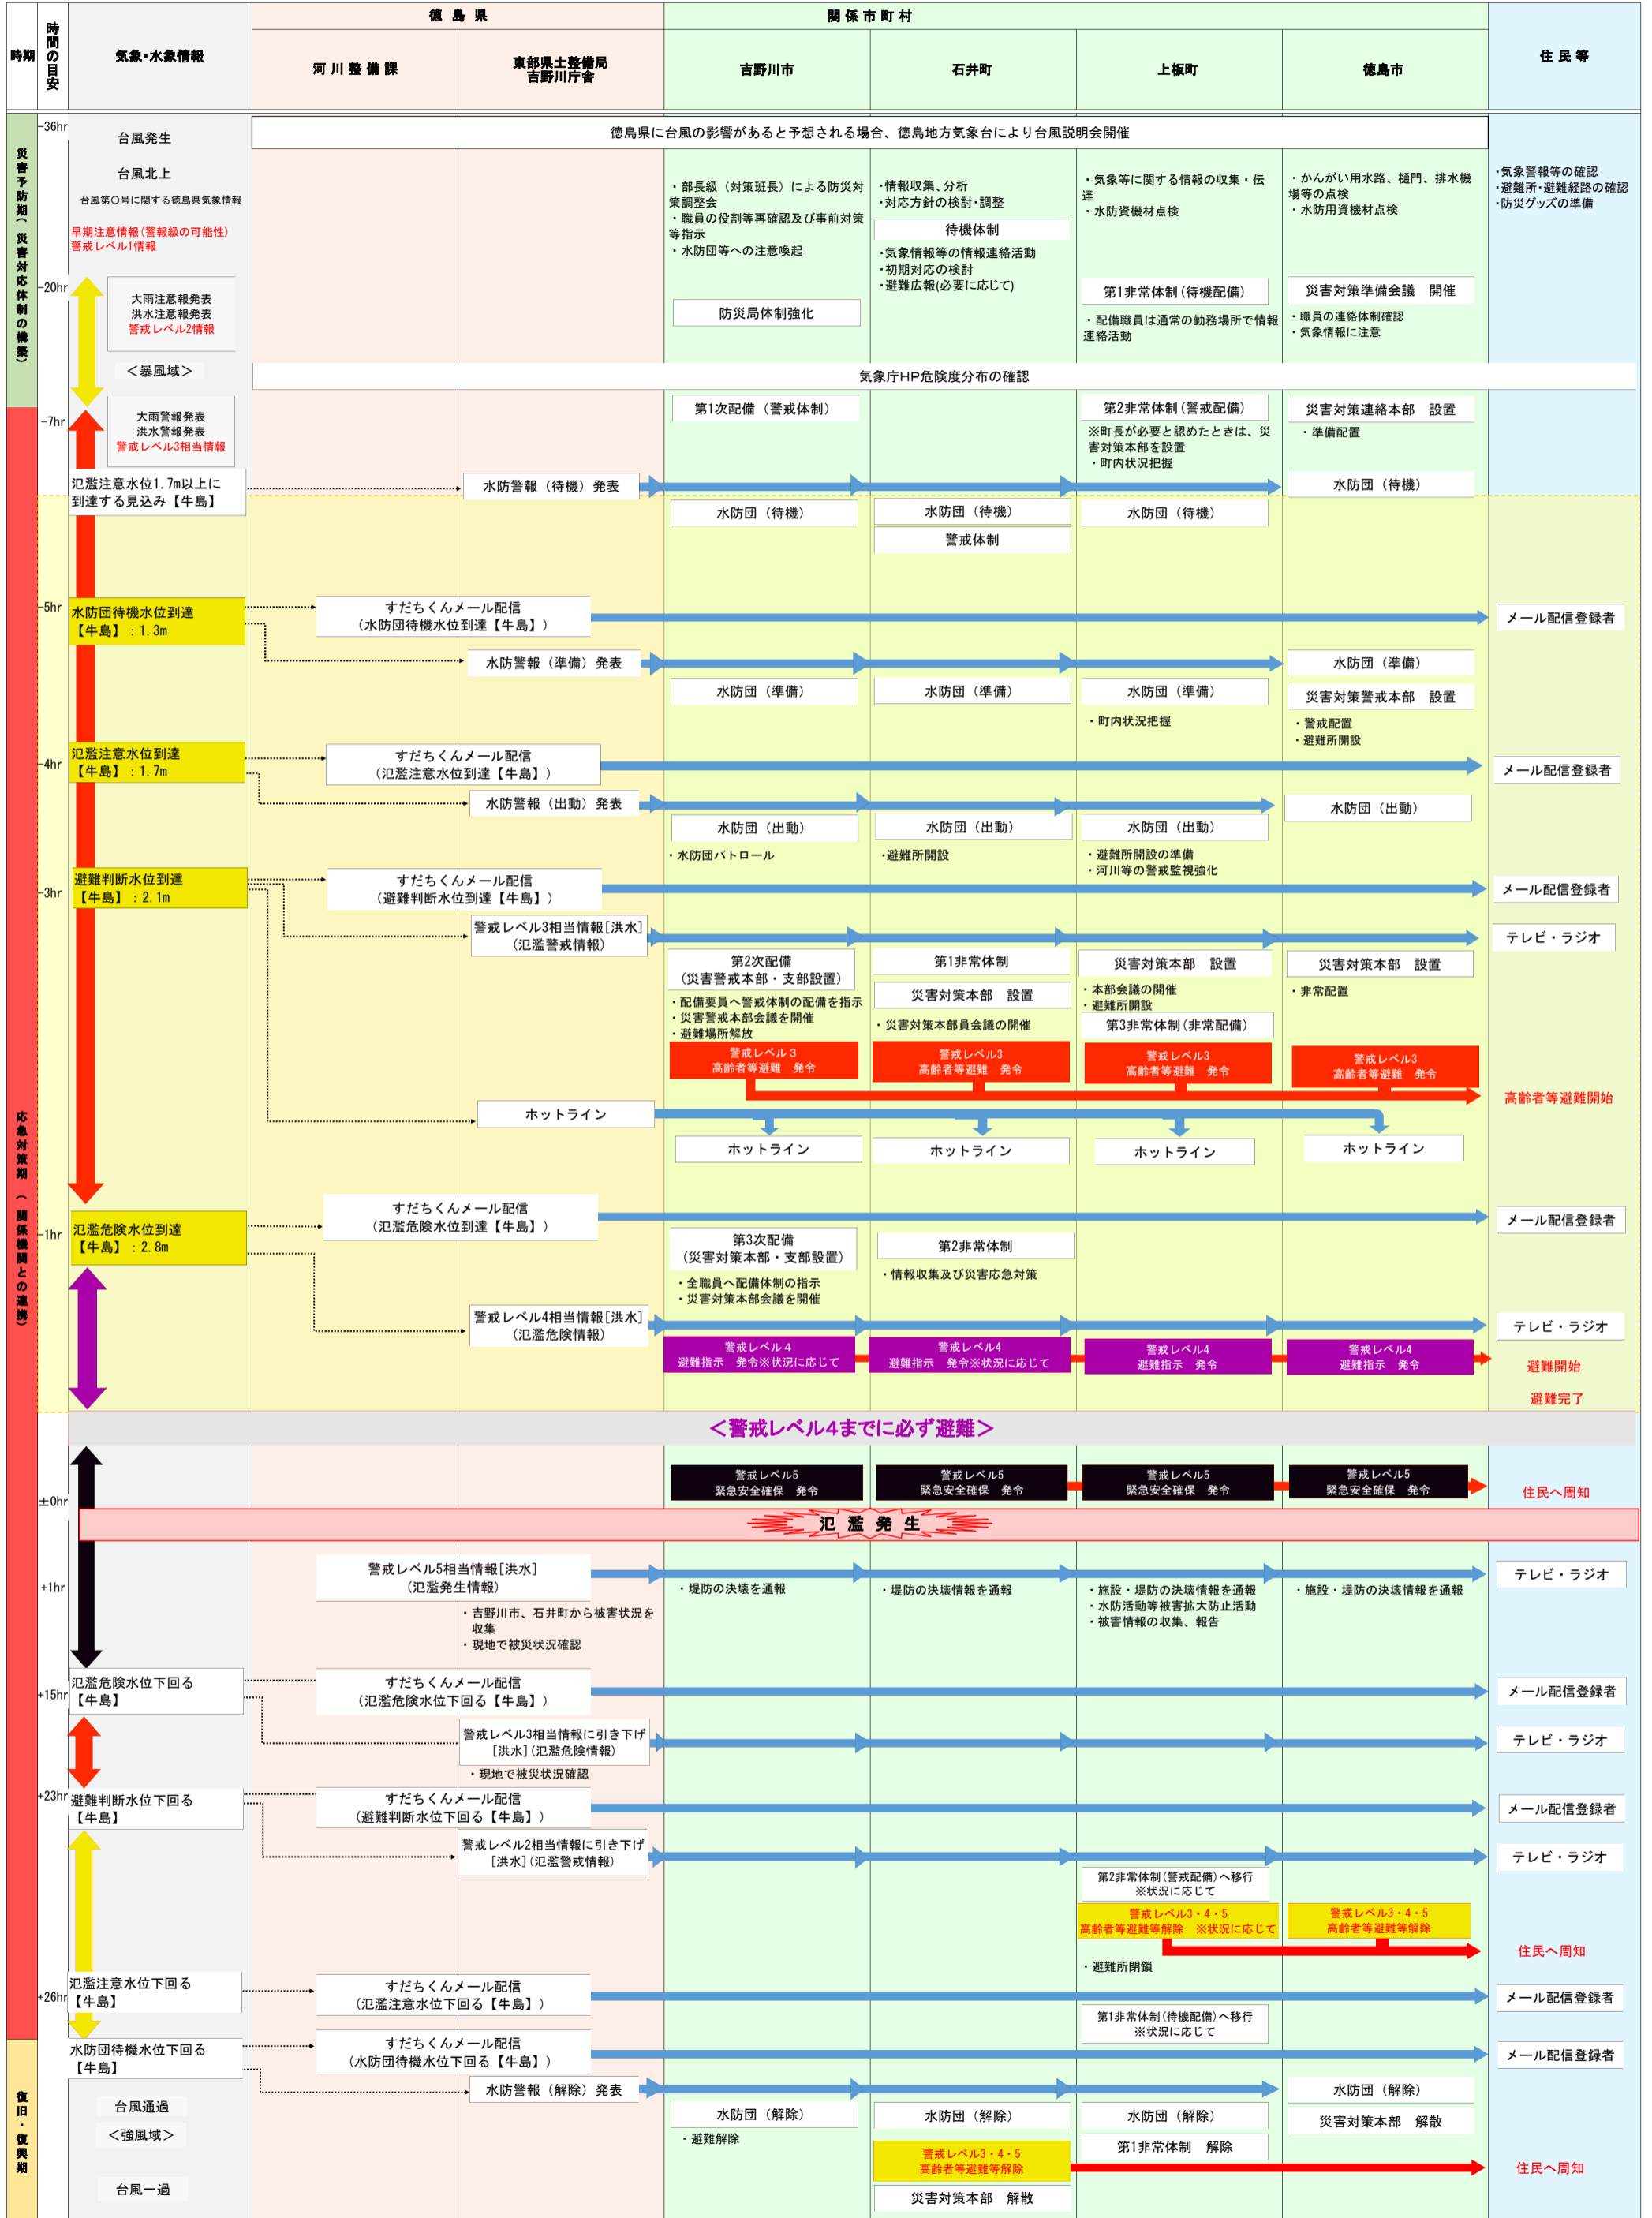 時期
時間の目安
気象・水象情報
徳島県
河川整備課
東部県土整備局
吉野川庁舎
関係市町村
吉野川市
石井町
上板町
徳島市
住民等
災害予防期（災害対応体制の構築）
-36hr
台風発生
徳島県に台風の影響があると予想される場合、徳島地方気象台により台風説明会開催
台風北上
台風第〇号に関する徳島県気象情報
早期注意情報(警報級の可能性)
警戒レベル1情報
・部長級（対策班長）による防災対
策調整会
・職員の役割等再確認及び事前対策
等指示
・水防団等への注意喚起
防災局体制強化
・情報収集、分析
・対応方針の検討・調整
待機体制
・気象情報等の情報連絡活動
・初期対応の検討
・避難広報(必要に応じて)
・気象等に関する情報の収集・伝
達
・水防資機材点検
第1非常体制(待機配備)
・配備職員は通常の勤務場所で情報
連絡活動
・かんがい用水路、樋門、排水機
場等の点検
・水防用資機材点検
災害対策準備会議　開催
・職員の連絡体制確認
・気象情報に注意
・気象警報等の確認
・避難所・避難経路の確認
・防災グッズの準備
-20hr
大雨注意報発表
洪水注意報発表
警戒レベル2情報
＜暴風域＞
気象庁HP危険度分布の確認
応急対策期（関係機関との連携）
-7hr
大雨警報発表
洪水警報発表
警戒レベル3相当情報
第1次配備（警戒体制）
第2非常体制(警戒配備)
※町長が必要と認めたときは、災
害対策本部を設置
・町内状況把握
災害対策連絡本部　設置
・準備配置
氾濫注意水位1.7m以上に
到達する見込み【牛島】
水防警報（待機）発表
水防団（待機）
水防団（待機）
警戒体制
水防団（待機）
水防団（待機）
-5hr
水防団待機水位到達
【牛島】：1.3m
すだちくんメール配信
（水防団待機水位到達【牛島】）
メール配信登録者
水防警報（準備）発表
水防団（準備）
水防団（準備）
水防団（準備）
・町内状況把握
水防団（準備）
災害対策警戒本部　設置
・警戒配置
・避難所開設
-4hr
氾濫注意水位到達
【牛島】：1.7m
すだちくんメール配信
（氾濫注意水位到達【牛島】）
メール配信登録者
水防警報（出動）発表
水防団（出動）
・水防団パトロール
水防団（出動）
・避難所開設
水防団（出動）
・避難所開設の準備
・河川等の警戒監視強化
水防団（出動）
-3hr
避難判断水位到達
【牛島】：2.1m
すだちくんメール配信
（避難判断水位到達【牛島】）
メール配信登録者
警戒レベル3相当情報[洪水]
（氾濫警戒情報）
テレビ・ラジオ
第2次配備
（災害警戒本部・支部設置）
・配備要員へ警戒体制の配備を指示
・災害警戒本部会議を開催
・避難場所解放
警戒レベル３
高齢者等避難　発令
第1非常体制
災害対策本部　設置
・災害対策本部員会議の開催
警戒レベル3
高齢者等避難　発令
災害対策本部　設置
・本部会議の開催
・避難所開設
第3非常体制(非常配備)
警戒レベル3
高齢者等避難　発令
災害対策本部　設置
・非常配置
警戒レベル3
高齢者等避難　発令
高齢者等避難開始
ホットライン
ホットライン
ホットライン
ホットライン
ホットライン
-1hr
氾濫危険水位到達
【牛島】：2.8m
すだちくんメール配信
（氾濫危険水位到達【牛島】）
メール配信登録者
第3次配備
（災害対策本部・支部設置）
・全職員へ配備体制の指示
・災害対策本部会議を開催
第2非常体制
・情報収集及び災害応急対策
警戒レベル4相当情報[洪水]
（氾濫危険情報）
テレビ・ラジオ
警戒レベル４
避難指示　発令※状況に応じて
警戒レベル4
避難指示　発令※状況に応じて
警戒レベル4
避難指示　発令
警戒レベル4
避難指示　発令
避難開始
避難完了
＜警戒レベル4までに必ず避難＞
警戒レベル5
緊急安全確保　発令
警戒レベル5
緊急安全確保　発令
警戒レベル5
緊急安全確保　発令
警戒レベル5
緊急安全確保　発令
住民へ周知
±0hr
氾濫発生
+1hr
警戒レベル5相当情報[洪水]
（氾濫発生情報）
・吉野川市、石井町から被害状況を
収集
・現地で被災状況確認
・堤防の決壊を通報
・堤防の決壊情報を通報
・施設・堤防の決壊情報を通報
・水防活動等被害拡大防止活動
・被害情報の収集、報告
・施設・堤防の決壊情報を通報
テレビ・ラジオ
+15hr
氾濫危険水位下回る
【牛島】
すだちくんメール配信
（氾濫危険水位下回る【牛島】）
メール配信登録者
警戒レベル3相当情報に引き下げ
[洪水](氾濫危険情報)
・現地で被災状況確認
テレビ・ラジオ
+23hr
避難判断水位下回る
【牛島】
すだちくんメール配信
（避難判断水位下回る【牛島】）
メール配信登録者
警戒レベル2相当情報に引き下げ
[洪水](氾濫警戒情報)
テレビ・ラジオ
第2非常体制(警戒配備)へ移行
※状況に応じて
警戒レベル3・4・5
高齢者等避難等解除　※状況に応じて
・避難所閉鎖
警戒レベル3・4・5
高齢者等避難等解除
住民へ周知
+26hr
氾濫注意水位下回る
【牛島】
すだちくんメール配信
（氾濫注意水位下回る【牛島】）
メール配信登録者
第1非常体制(待機配備)へ移行
※状況に応じて
復旧・復興期
水防団待機水位下回る
【牛島】
すだちくんメール配信
（水防団待機水位下回る【牛島】）
メール配信登録者
水防警報（解除）発表
台風通過
＜強風域＞
台風一過
水防団（解除）
・避難解除
水防団（解除）
警戒レベル3・4・5
高齢者等避難等解除
災害対策本部　解散
水防団（解除）
第1非常体制　解除
水防団（解除）
災害対策本部　解散
住民へ周知